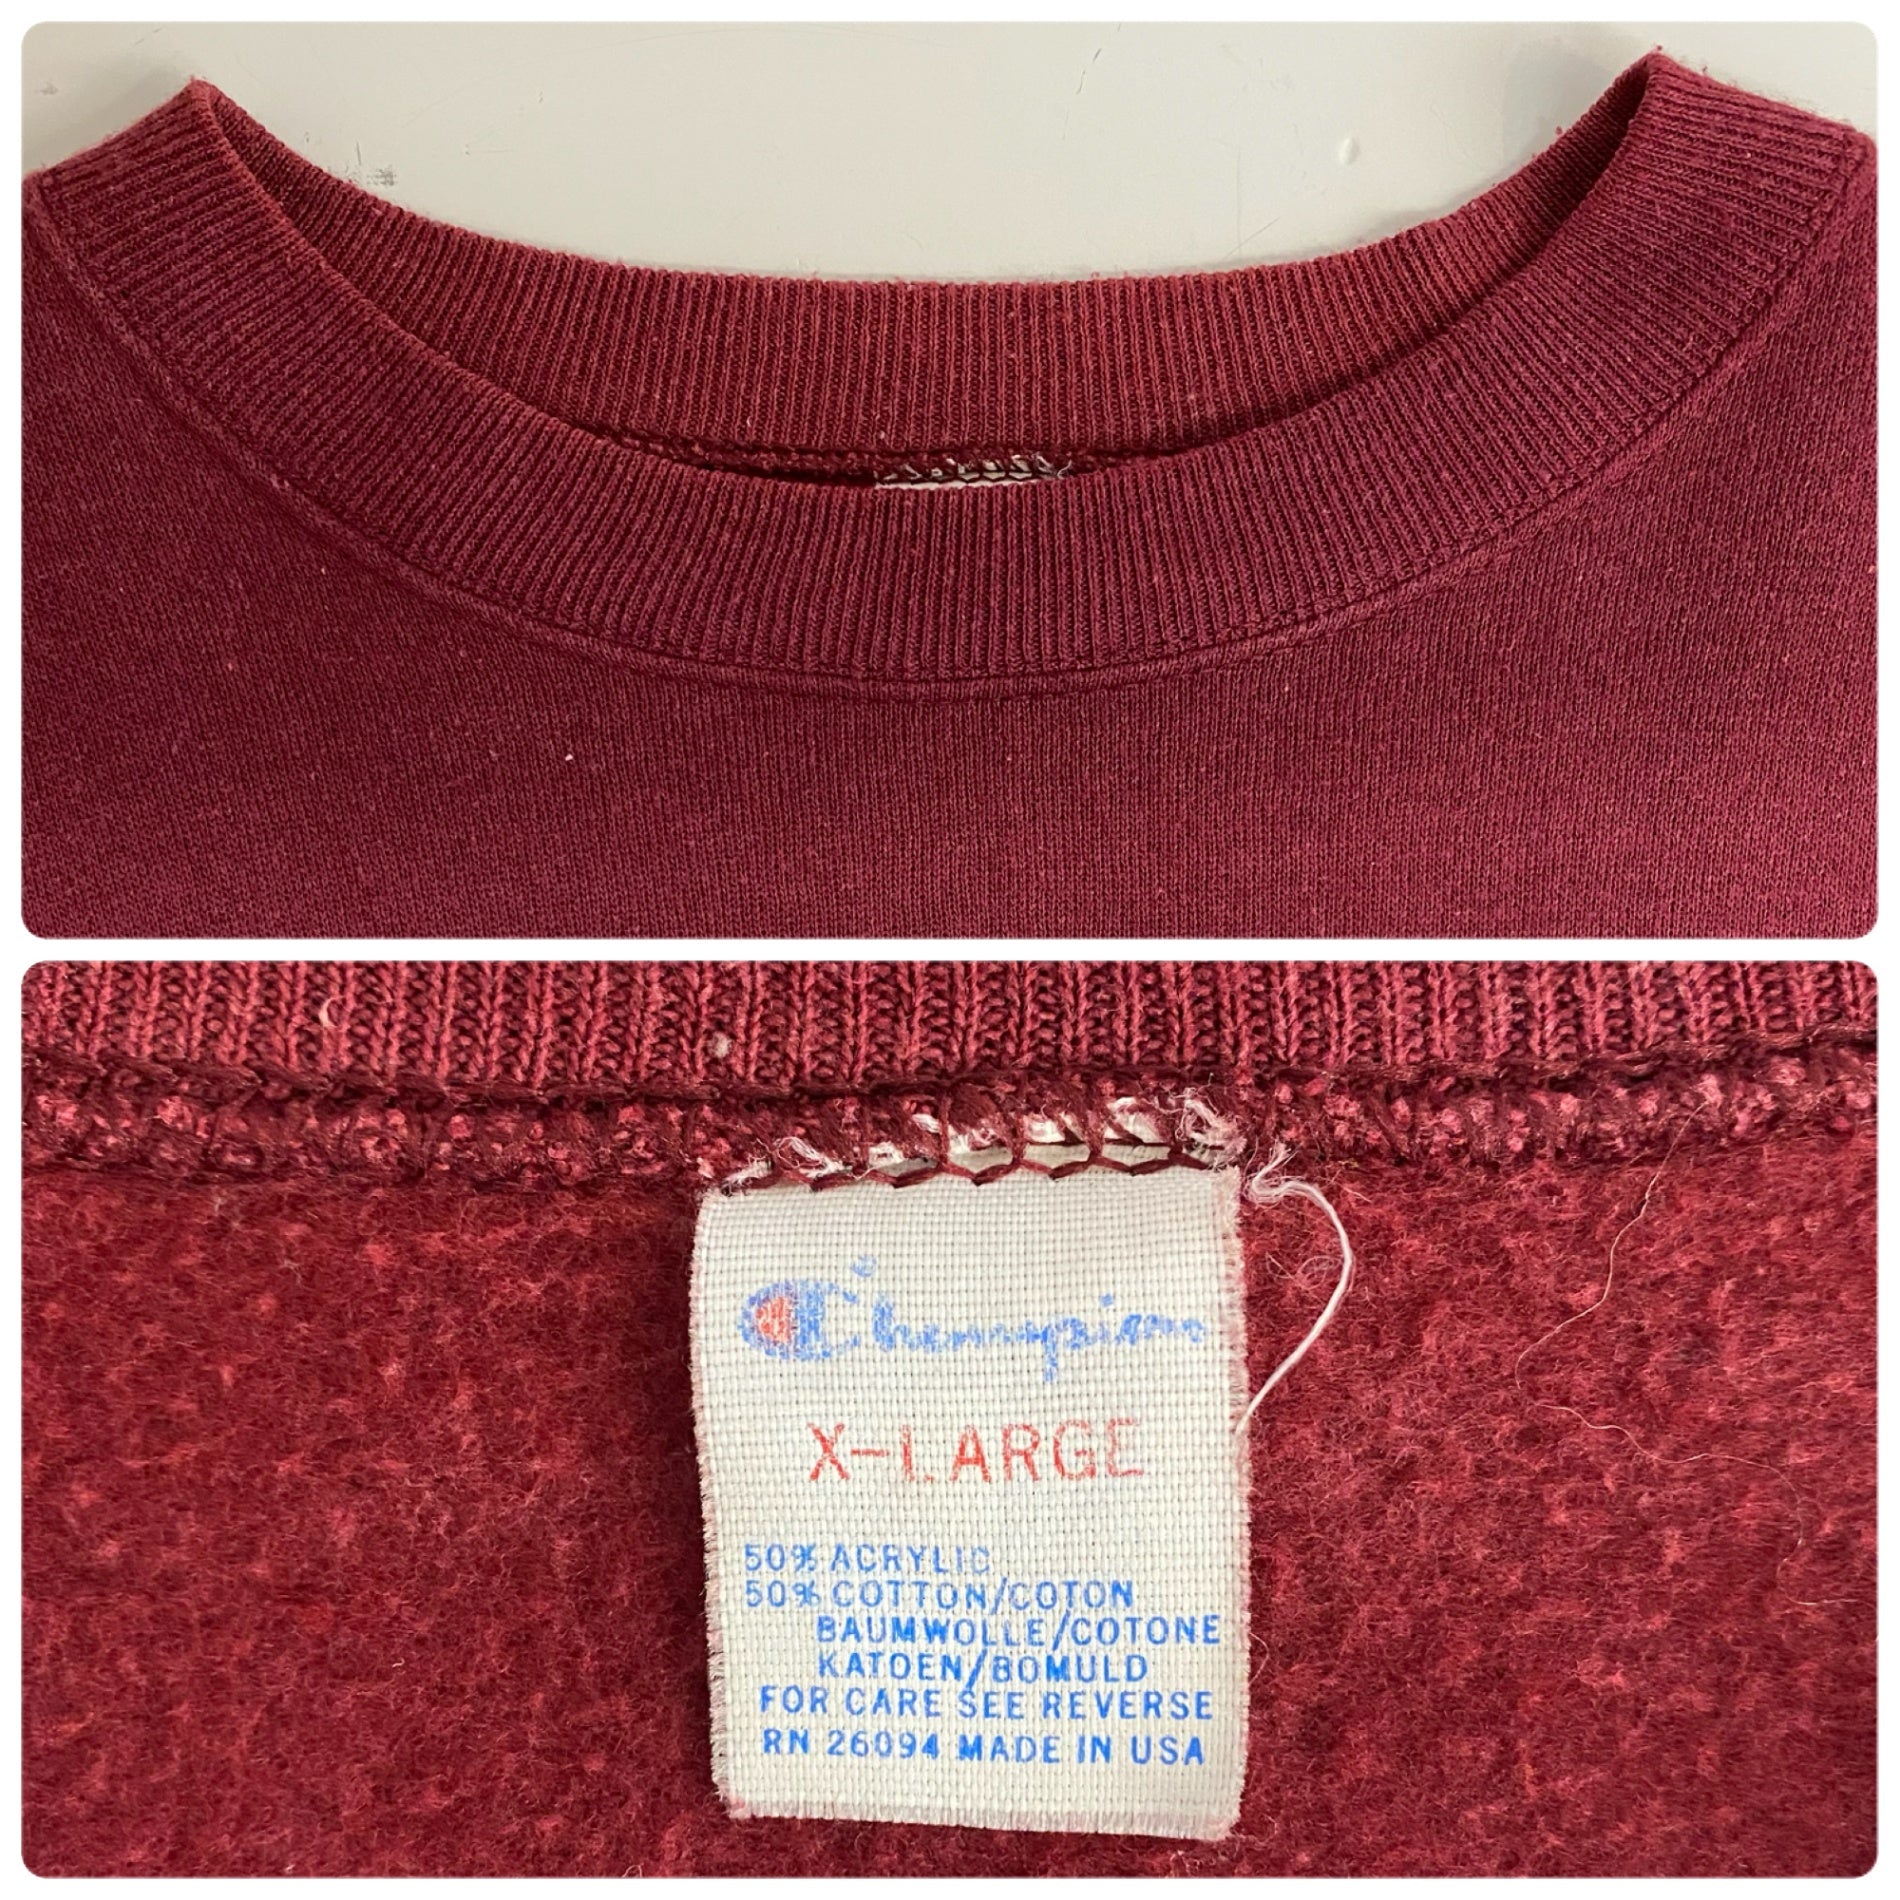 Champion
X-LARGE
50% ACRYLIC
50% COTTON/COTON
BAUMWOLLE/COTONE
KATOEN/BOMULD
FOR CARE SEE REVERSE
RN 26094 MADE IN USA